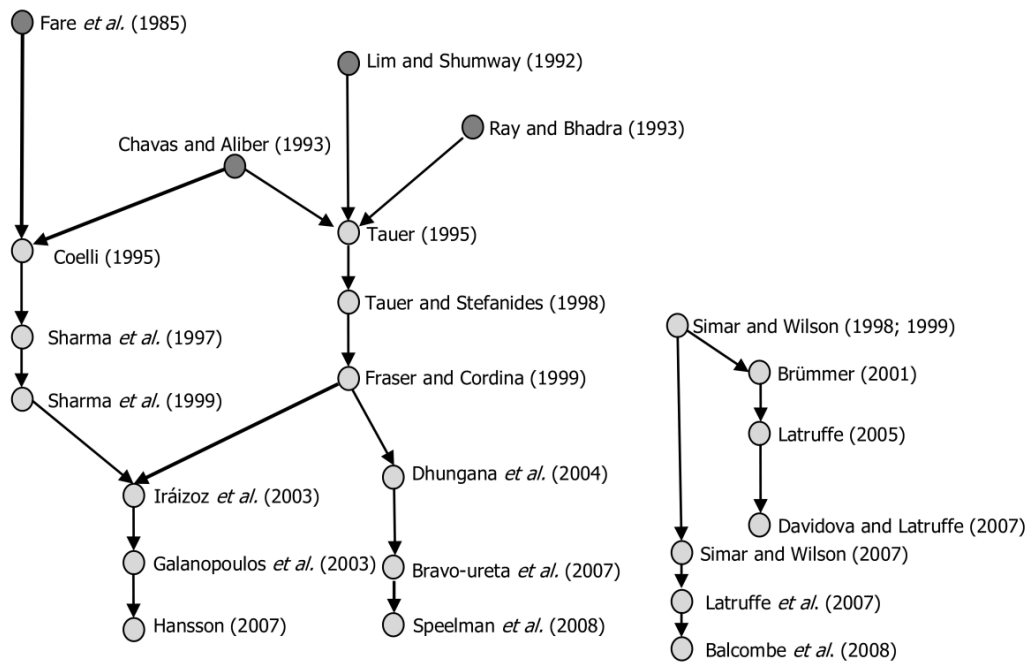 Fare et al. (1985)
Lim and Shumway (1992)
Ray and Bhadra (1993)
Chavas and Aliber (1993)
Tauer (1995)
Coelli (1995)
Tauer and Stefanides (1998)
Simar and Wilson (1998; 1999)
Sharma et al. (1997)
Brümmer (2001)
Fraser and Cordina (1999)
Sharma et al. (1999)
Latruffe (2005)
Dhungana et al. (2004)
Iráizoz et al. (2003)
Davidova and Latruffe (2007)
Simar and Wilson (2007)
Galanopoulos et al. (2003)
Bravo-ureta et al. (2007)
Latruffe et al. (2007)
Hansson (2007)
Speelman et al. (2008)
Balcombe et al. (2008)